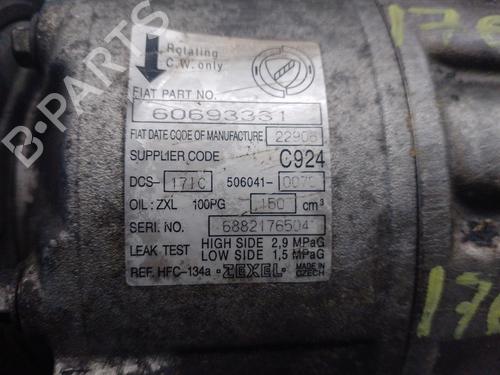 Rotating
C.W. only
FIAT PART NO.
60693331
FIAT DATE CODE OF MANUFACTURE 22906
SUPPLIER CODE C924
DCS- 171C 506041-
OIL: ZXL 100PG 150 cm³
SERI. NO. 6882176504
LEAK TEST HIGH SIDE 2,9 MPaG
LOW SIDE 1,5 MPaG
REF. HFC-134a ZEXEL MADE IN CZECH
B-PARTS